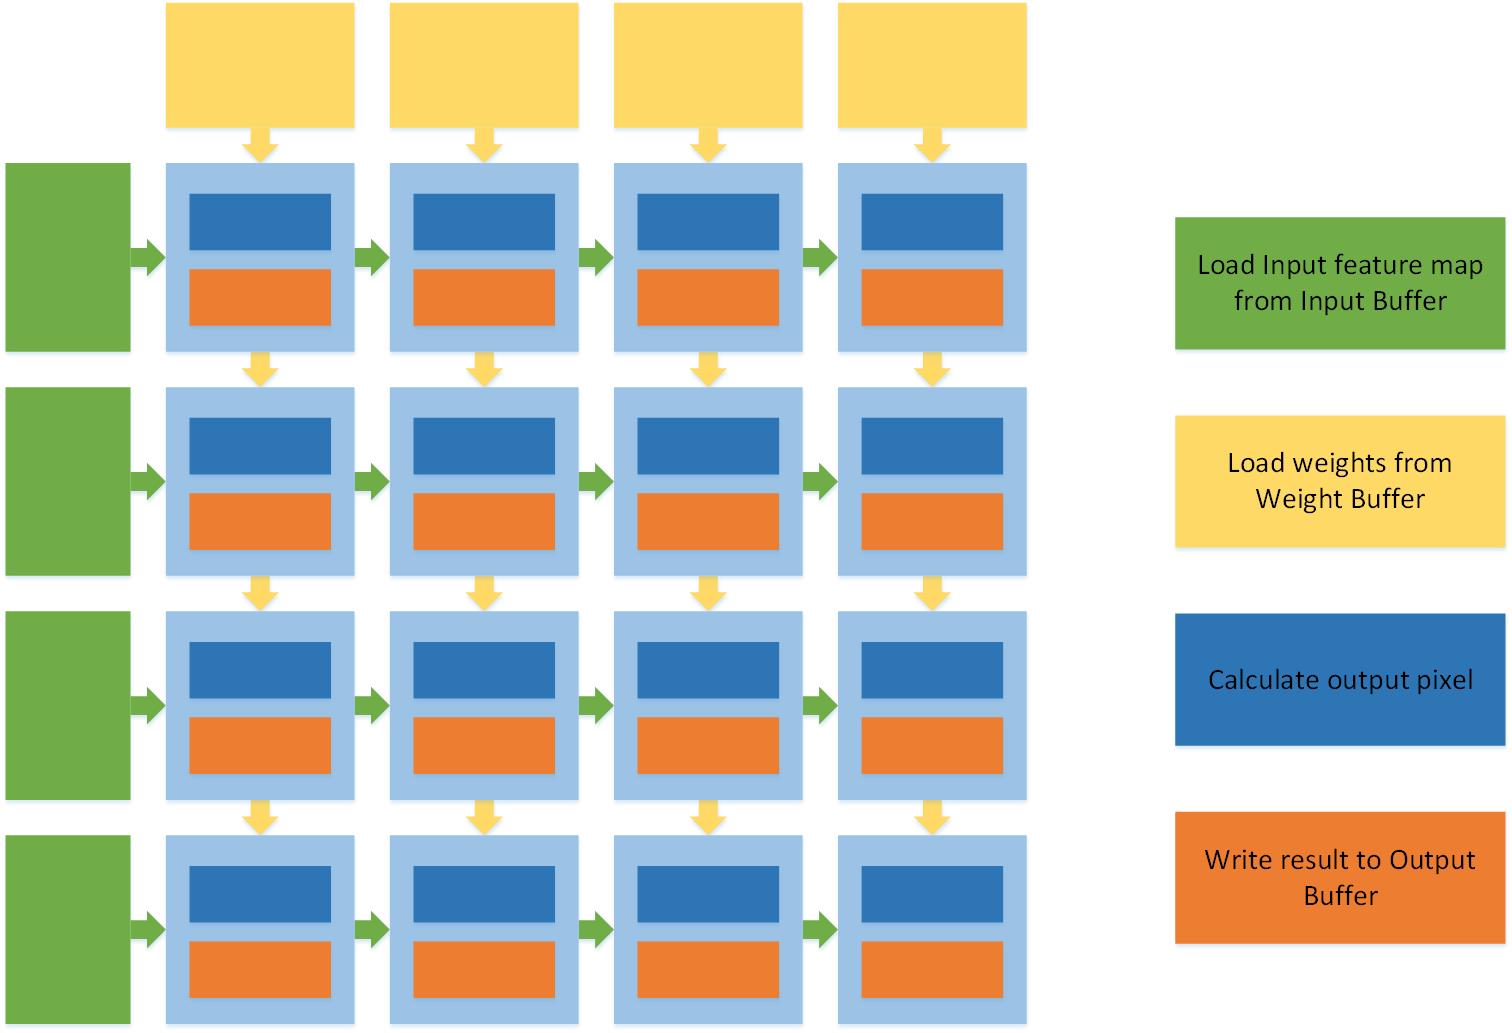 Load Input feature map
from Input Buffer
Load weights from
Weight Buffer
Calculate output pixel
Write result to Output
Buffer